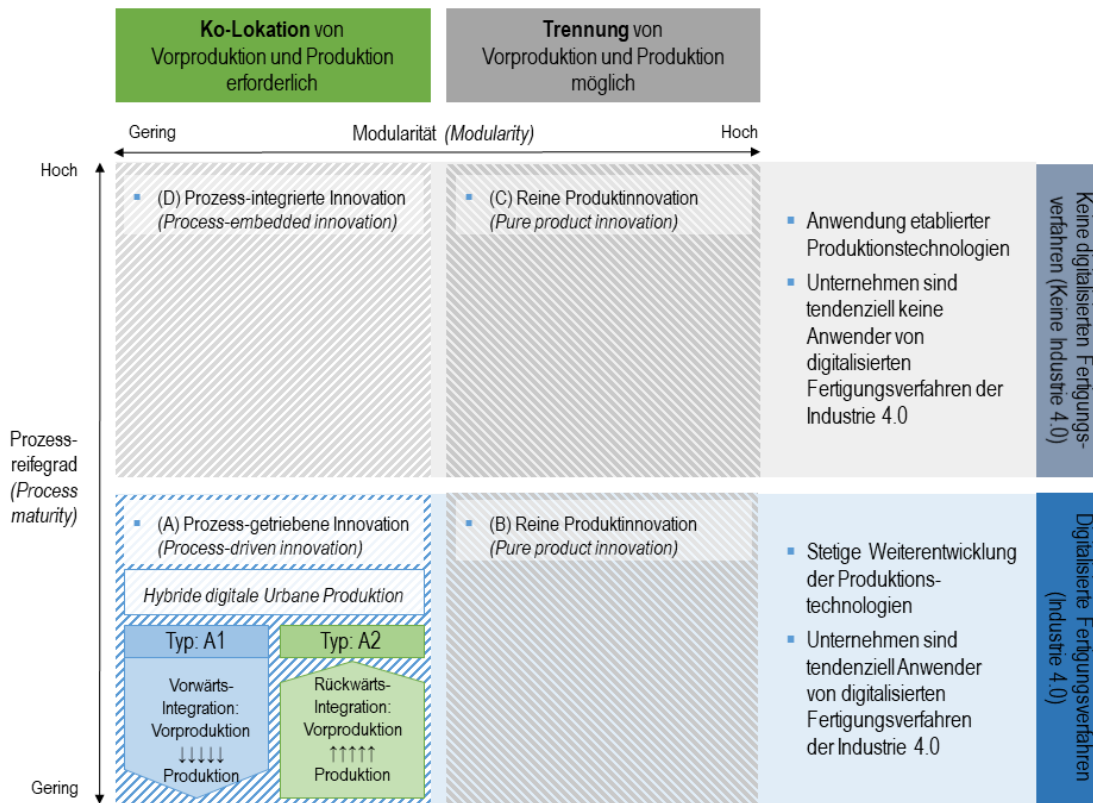 Ko-Lokation von
Vorproduktion und Produktion
erforderlich
Trennung von
Vorproduktion und Produktion
möglich
Gering
Modularität (Modularity)
Hoch
Hoch
Prozess-
reifegrad
(Process
maturity)
Gering
(D) Prozess-integrierte Innovation
(Process-embedded innovation)
(C) Reine Produktinnovation
(Pure product innovation)
Anwendung etablierter
Produktionstechnologien
Unternehmen sind
tendenziell keine
Anwender von
digitalisierten
Fertigungsverfahren der
Industrie 4.0
Keine digitalisierten Fertigungs-
verfahren (Keine Industrie 4.0)
(A) Prozess-getriebene Innovation
(Process-driven innovation)
Hybride digitale Urbane Produktion
Typ: A1
Vorwärts-
Integration:
Vorproduktion
↓↓↓↓↓
Produktion
Typ: A2
Rückwärts-
Integration:
Vorproduktion
↑↑↑↑↑
Produktion
(B) Reine Produktinnovation
(Pure product innovation)
Stetige Weiterentwicklung
der Produktions-
technologien
Unternehmen sind
tendenziell Anwender
von digitalisierten
Fertigungsverfahren
der Industrie 4.0
Digitalisierte Fertigungsverfahren
(Industrie 4.0)